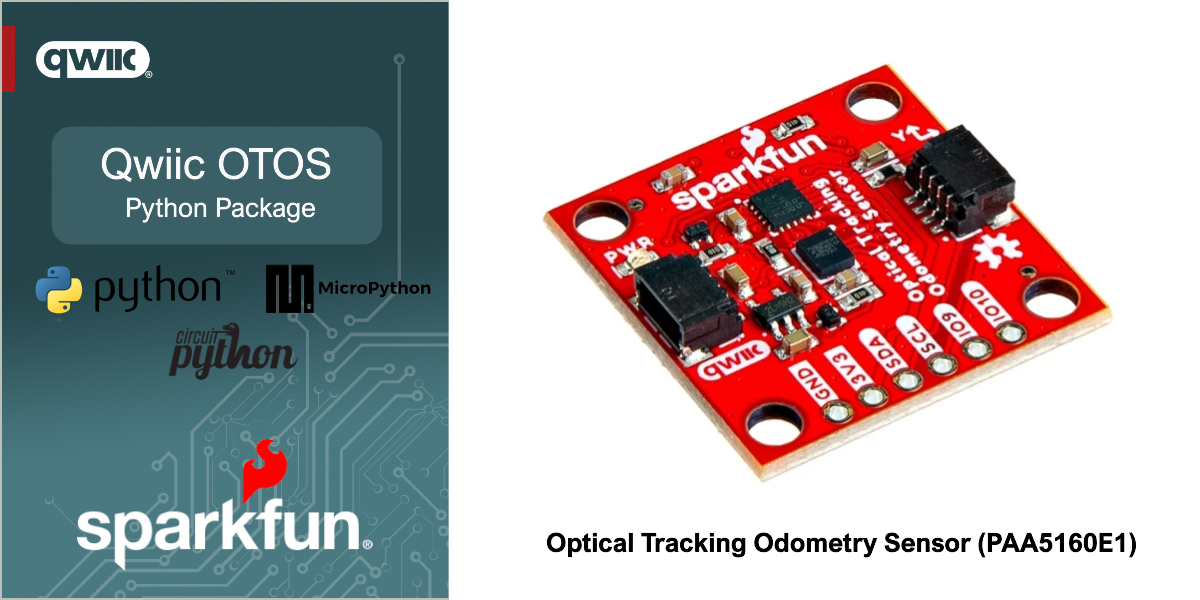 QWIIC®
Qwiic OTOS
Python Package
python™
MicroPython
circuit
python
sparkfun®
sparkfun
Optical Tracking
Odometry Sensor
Y
PWR
QWIIC
GND
3V3
SDA
SCL
IO9
IO10
Optical Tracking Odometry Sensor (PAA5160E1)